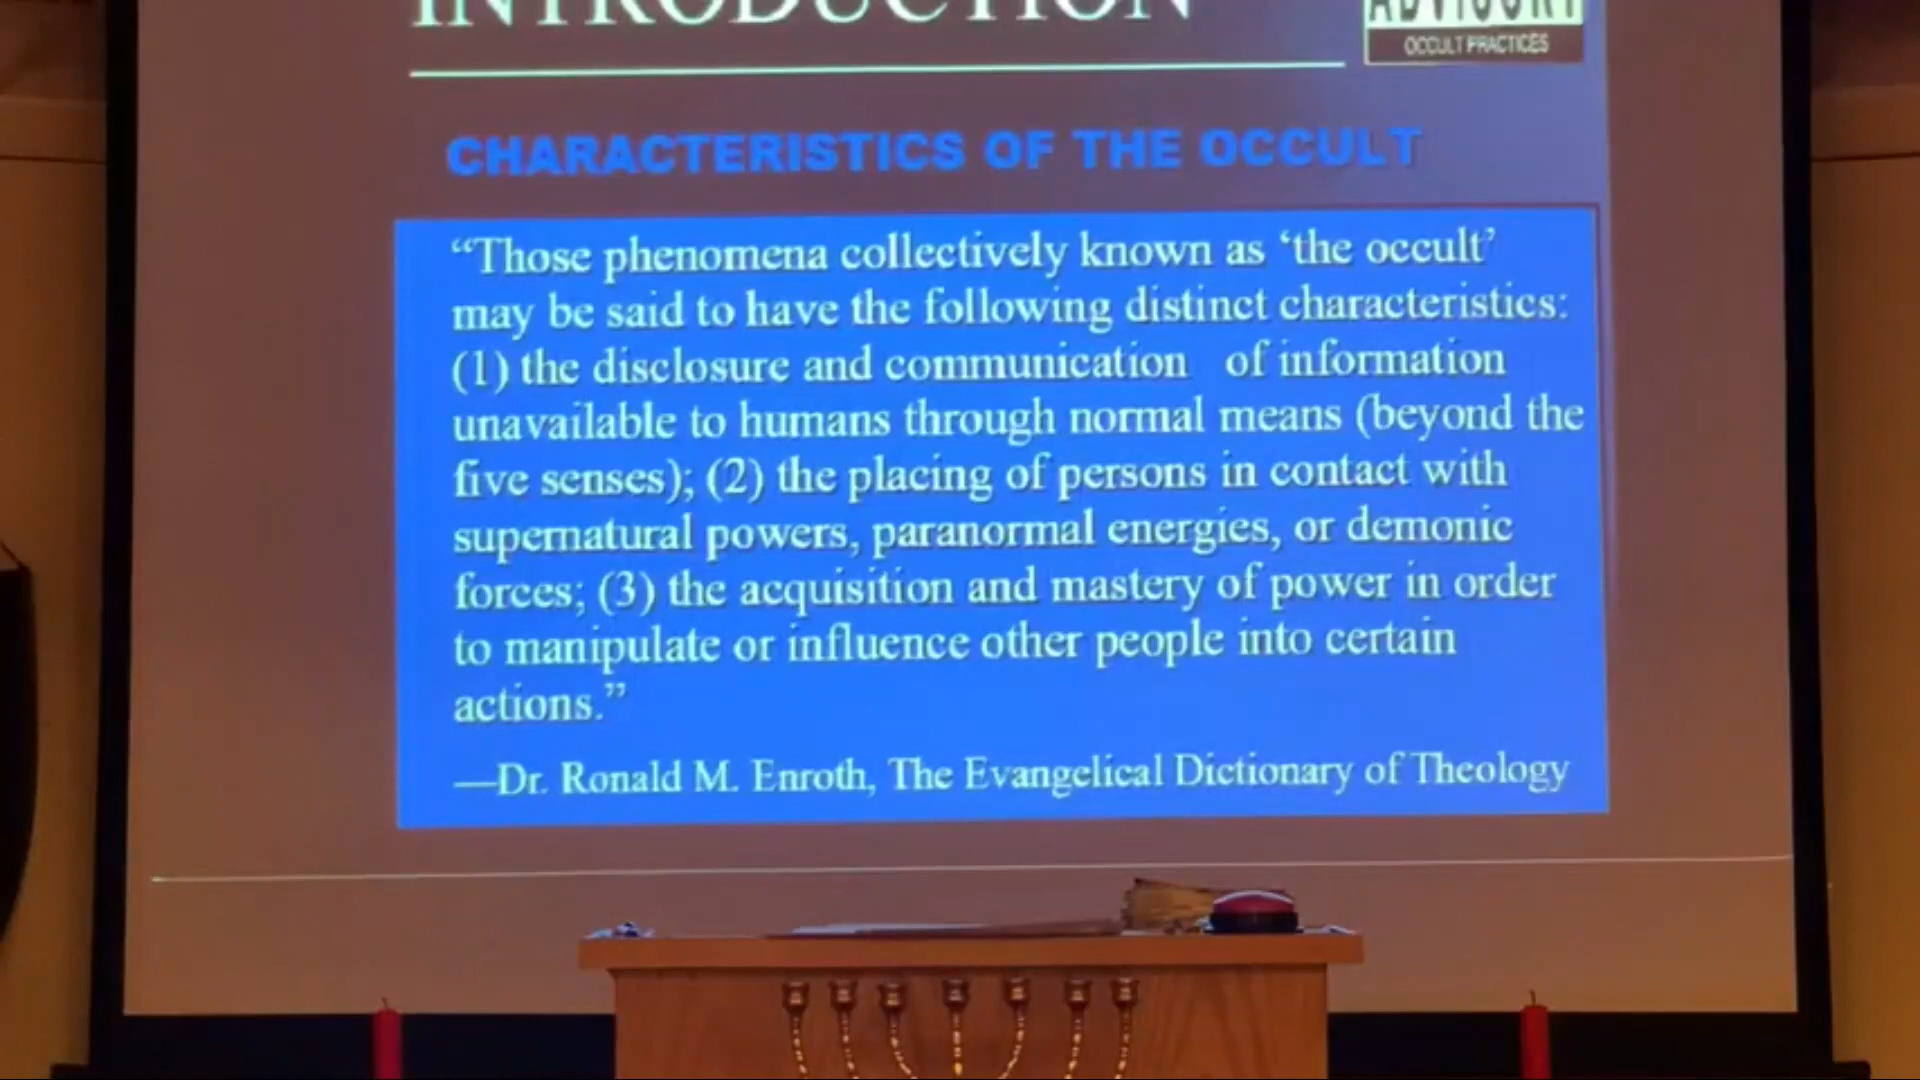 INTRODUCTION
ADVISORY
OCCULT PRACTICES
CHARACTERISTICS OF THE OCCULT
“Those phenomena collectively known as ‘the occult’
may be said to have the following distinct characteristics:
(1) the disclosure and communication of information
unavailable to humans through normal means (beyond the
five senses); (2) the placing of persons in contact with
supernatural powers, paranormal energies, or demonic
forces; (3) the acquisition and mastery of power in order
to manipulate or influence other people into certain
actions.”
—Dr. Ronald M. Enroth, The Evangelical Dictionary of Theology